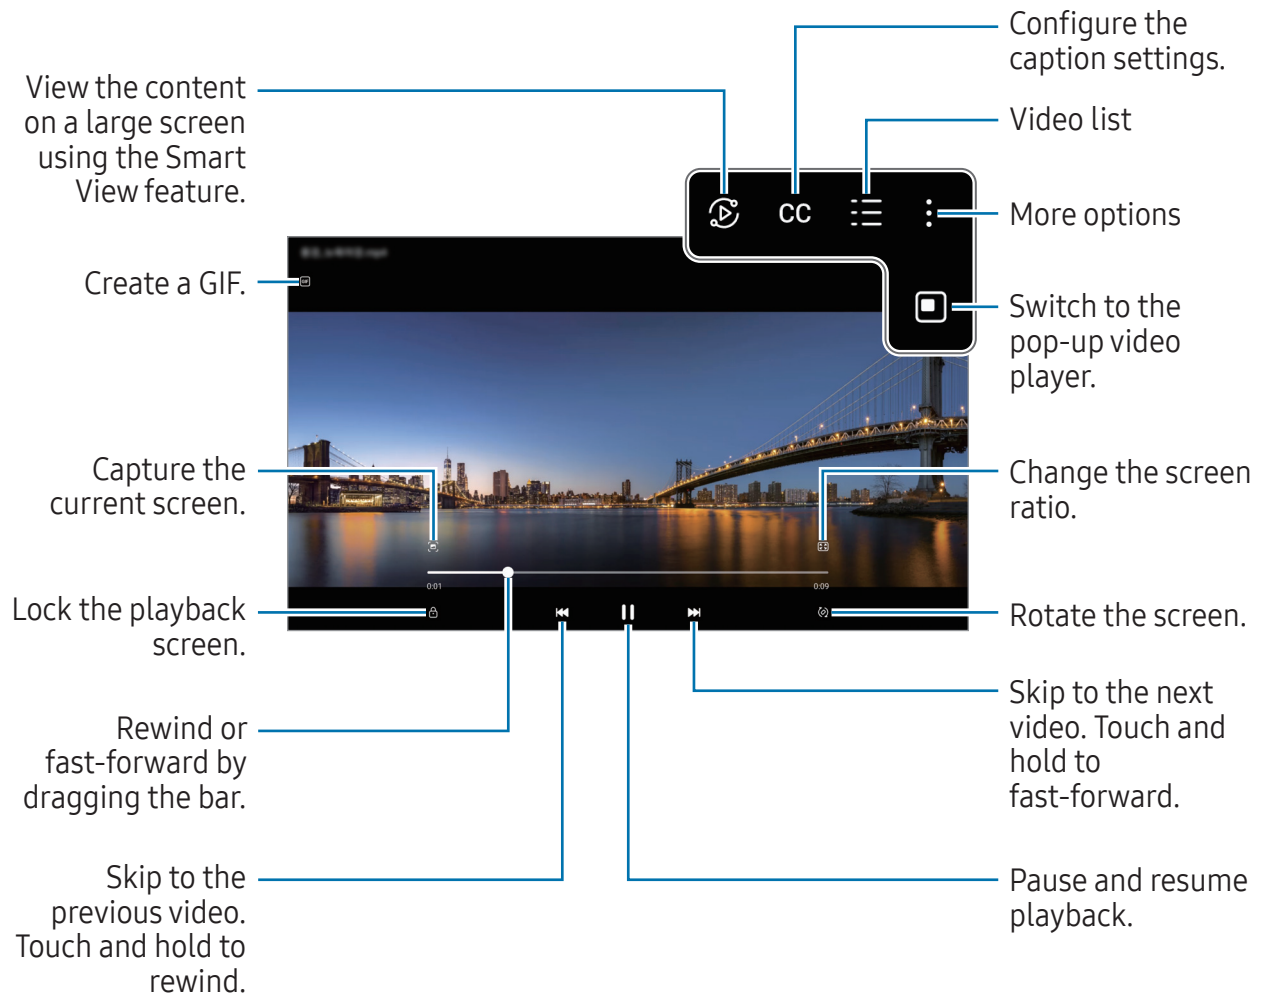 Configure the
caption settings.
View the content
on a large screen
using the Smart
View feature.
Video list
CC
More options
Create a GIF.
GIF
Switch to the
pop-up video
player.
Capture the
current screen.
Change the screen
ratio.
0:01
0:09
Lock the playback
screen.
Rotate the screen.
Rewind or
fast-forward by
dragging the bar.
Skip to the next
video. Touch and
hold to
fast-forward.
Skip to the
previous video.
Touch and hold to
rewind.
Pause and resume
playback.